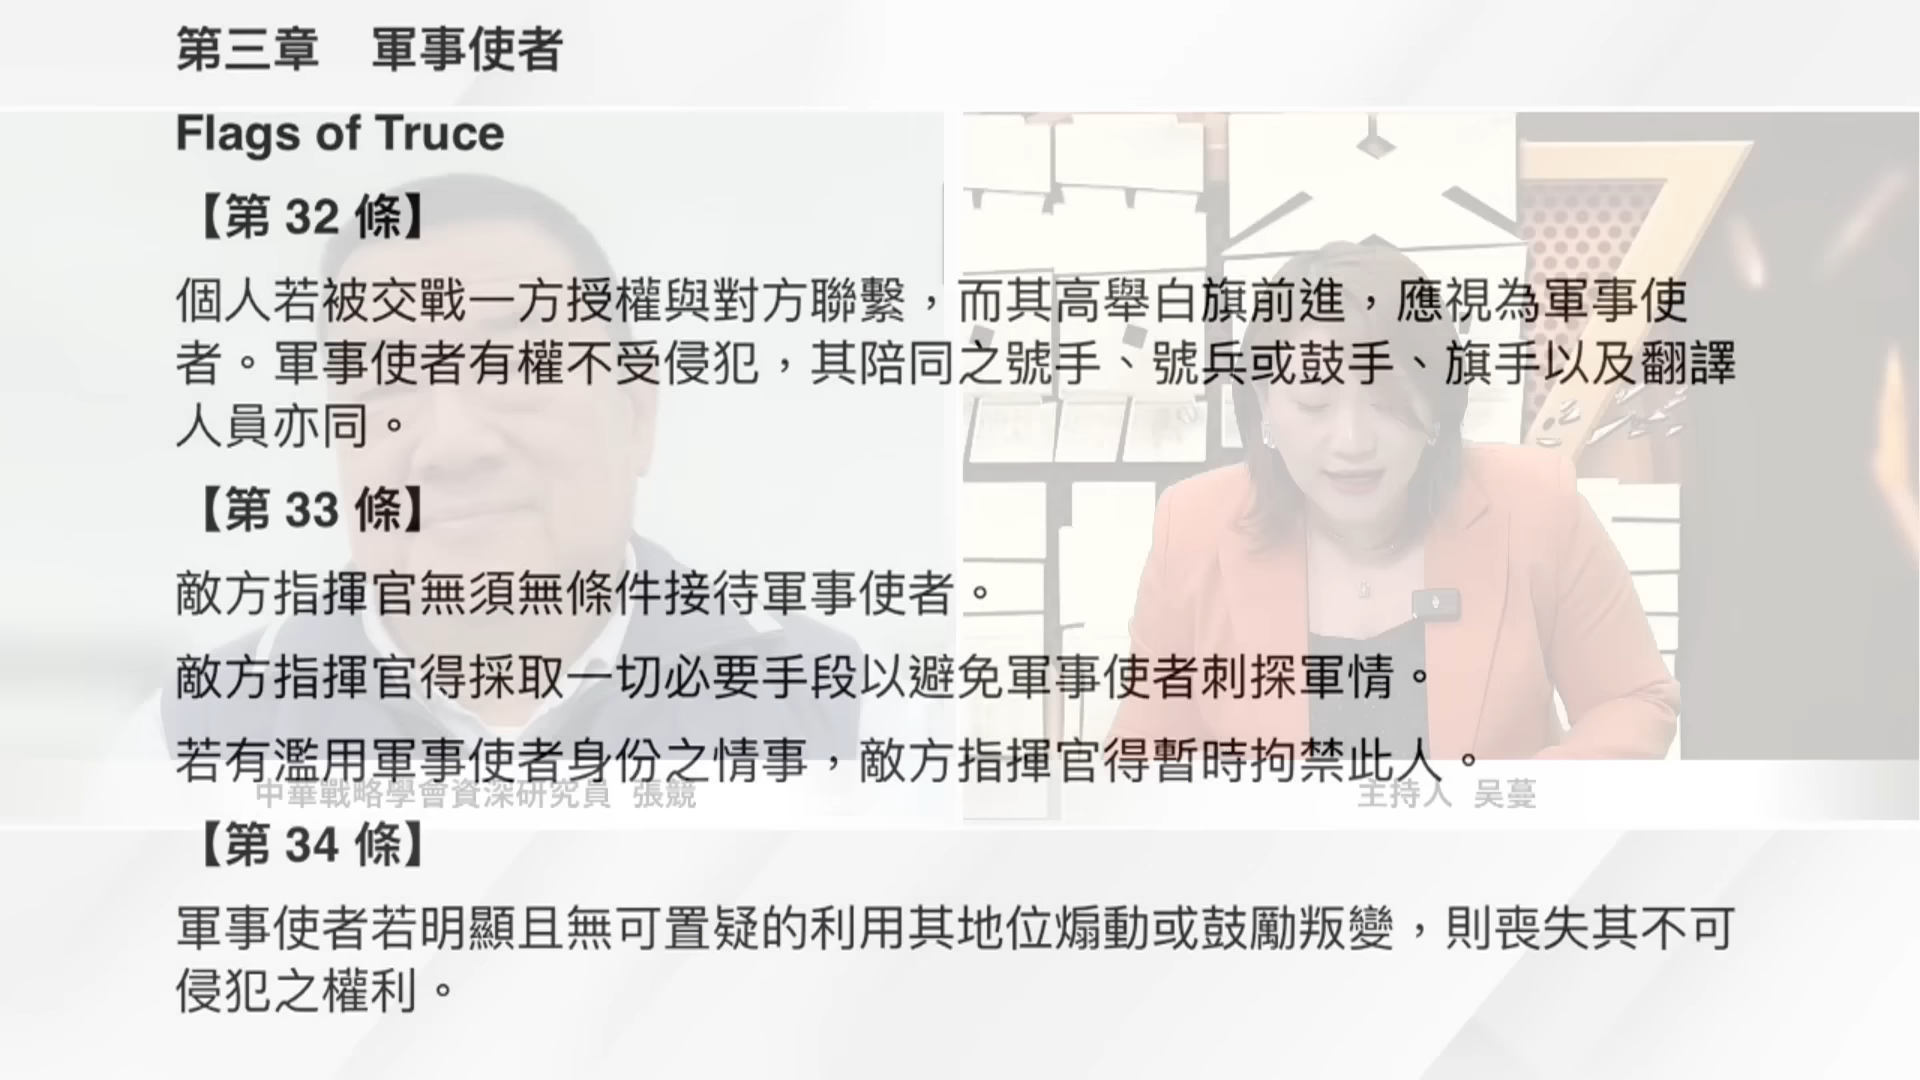 第三章　軍事使者
Flags of Truce
【第 32 條】
個人若被交戰一方授權與對方聯繫，而其高舉白旗前進，應視為軍事使
者。軍事使者有權不受侵犯，其陪同之號手、號兵或鼓手、旗手以及翻譯
人員亦同。
【第 33 條】
敵方指揮官無須無條件接待軍事使者。
敵方指揮官得採取一切必要手段以避免軍事使者刺探軍情。
若有濫用軍事使者身份之情事，敵方指揮官得暫時拘禁此人。
中華戰略學會資深研究員 張競
主持人 吳蔓
【第 34 條】
軍事使者若明顯且無可置疑的利用其地位煽動或鼓勵叛變，則喪失其不可
侵犯之權利。